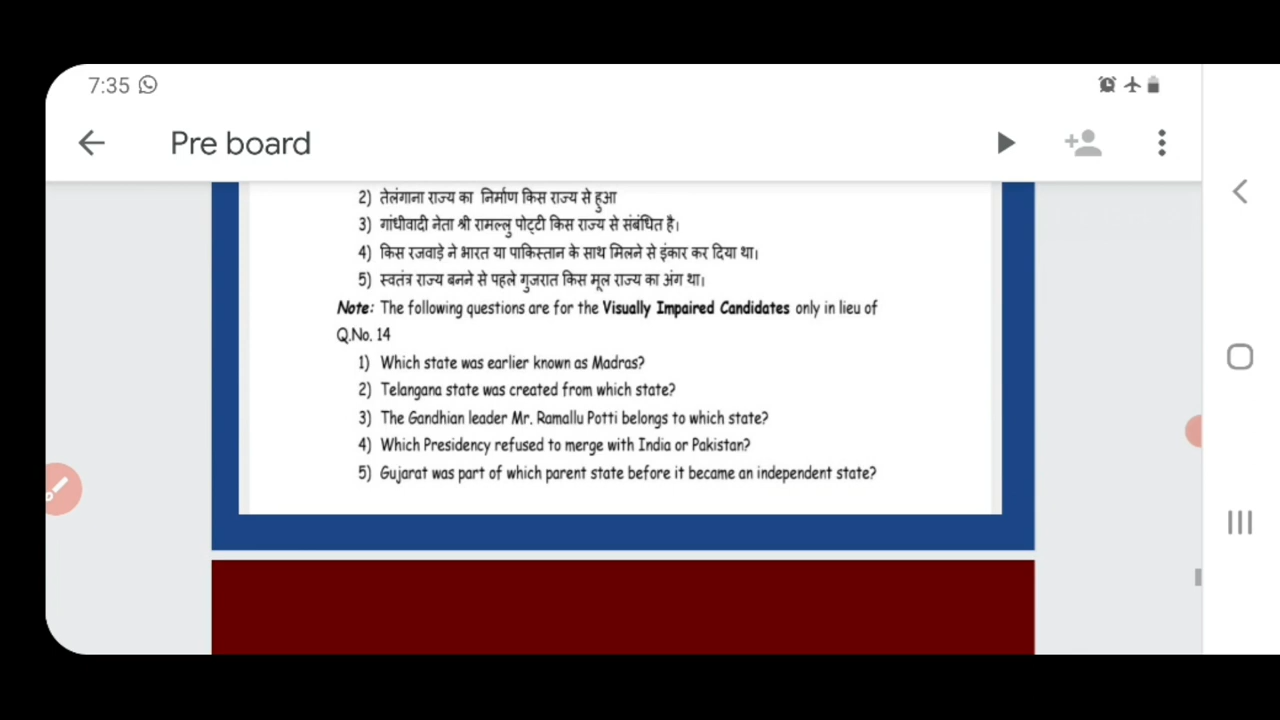 7:35
Pre board
2) तेलंगाना राज्य का निर्माण किस राज्य से हुआ
3) गांधीवादी नेता श्री रामल्लु पोट्टी किस राज्य से संबंधित है।
4) किस रजवाड़े ने भारत या पाकिस्तान के साथ मिलने से इंकार कर दिया था।
5) स्वतंत्र राज्य बनने से पहले गुजरात किस मूल राज्य का अंग था।
Note: The following questions are for the Visually Impaired Candidates only in lieu of
Q.No. 14
1) Which state was earlier known as Madras?
2) Telangana state was created from which state?
3) The Gandhian leader Mr. Ramallu Potti belongs to which state?
4) Which Presidency refused to merge with India or Pakistan?
5) Gujarat was part of which parent state before it became an independent state?